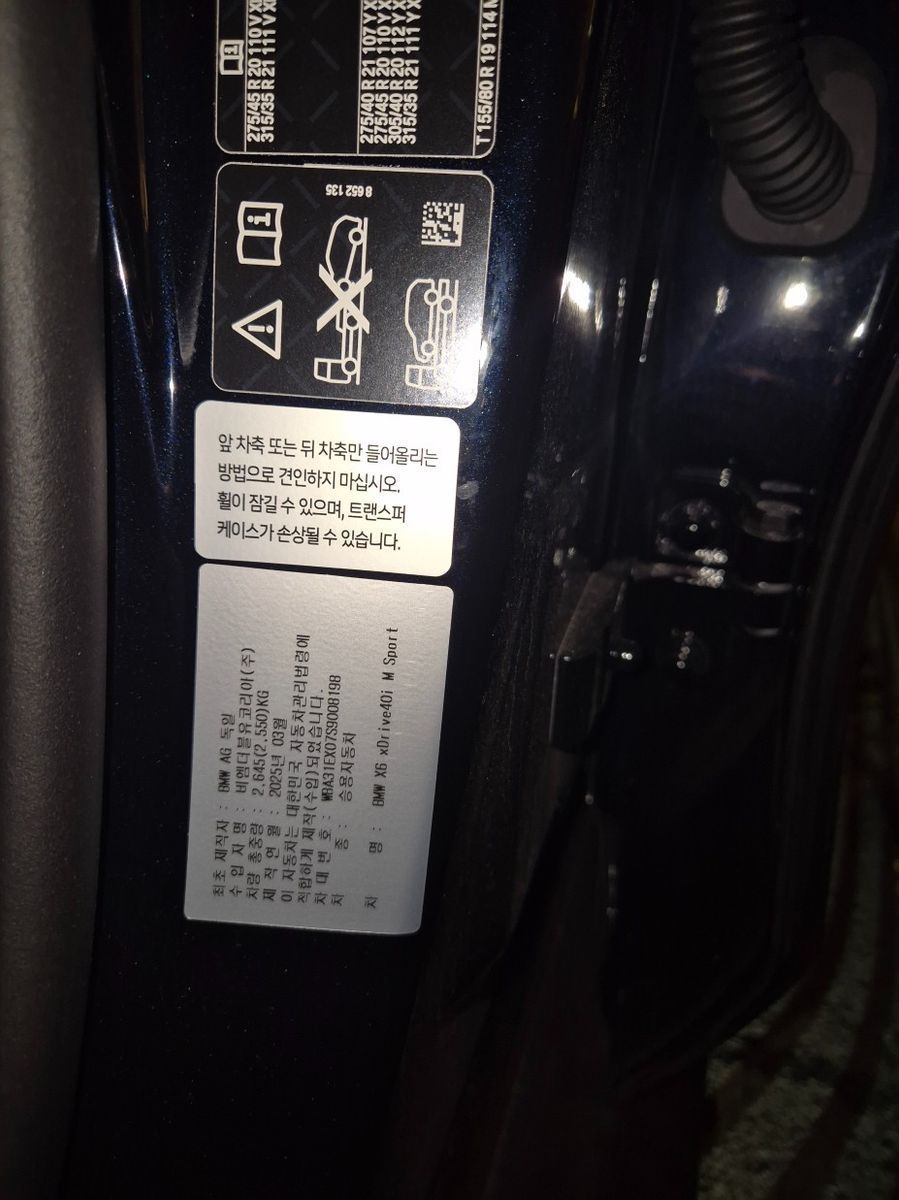 275/45 R 20 110 Y X
315/35 R 21 111 Y X
275/40 R 21 107 Y X
275/45 R 20 110 Y X
305/40 R 20 112 Y X
315/35 R 21 111 Y X
T 155/80 R 19 114 M
8 652 135
앞 차축 또는 뒤 차축만 들어올리는
방법으로 견인하지 마십시오.
휠이 잠길 수 있으며, 트랜스퍼
케이스가 손상될 수 있습니다.
최초 제작자 : BMW AG 독일
수 입 자 명 : 비엠더블유코리아(주)
차량 총중량 : 2,645(2,550)KG
제 작 연 월 : 2025년 03월
이 자동차는 대한민국 자동차관리법령에
적합하게 제작(수입)되었습니다.
차 대 번 호 : WBA31EX07S9008198
차 종 : 승용자동차
차 명 : BMW X6 xDrive40i M Sport